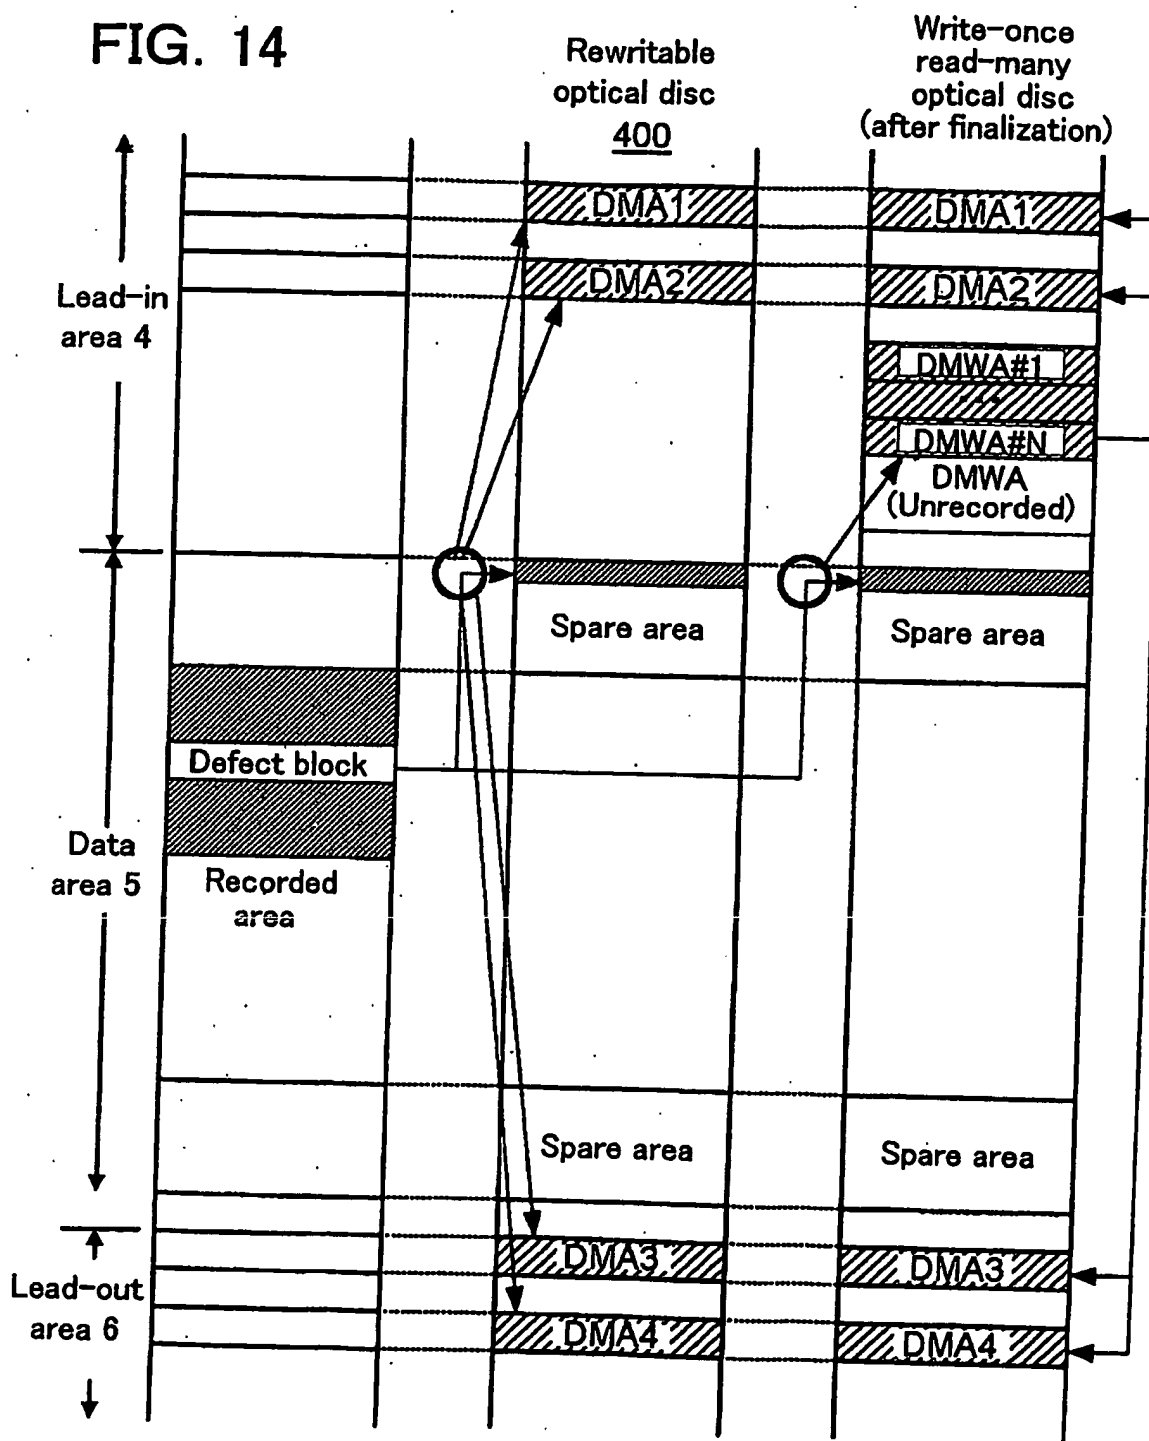 FIG. 14
Rewritable
optical disc
400
Write-once
read-many
optical disc
(after finalization)
DMA1
DMA1
DMA2
DMA2
Lead-in
area 4
DMWA#1
...
DMWA#N
DMWA
(Unrecorded)
Spare area
Spare area
Defect block
Data
area 5
Recorded
area
Spare area
Spare area
DMA3
DMA3
Lead-out
area 6
DMA4
DMA4